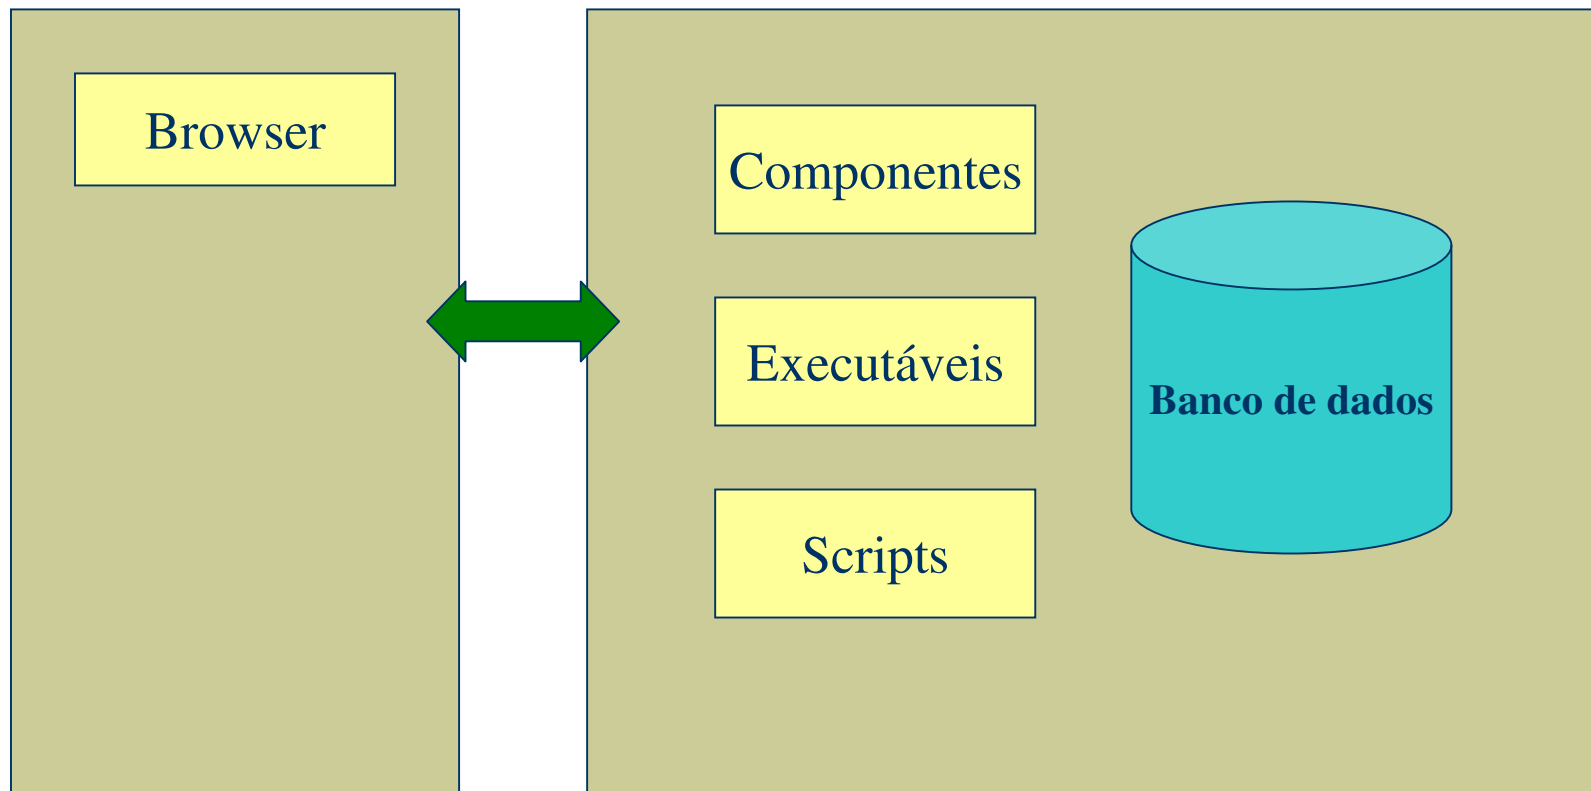 Browser
Componentes
Executáveis
Banco de dados
Scripts